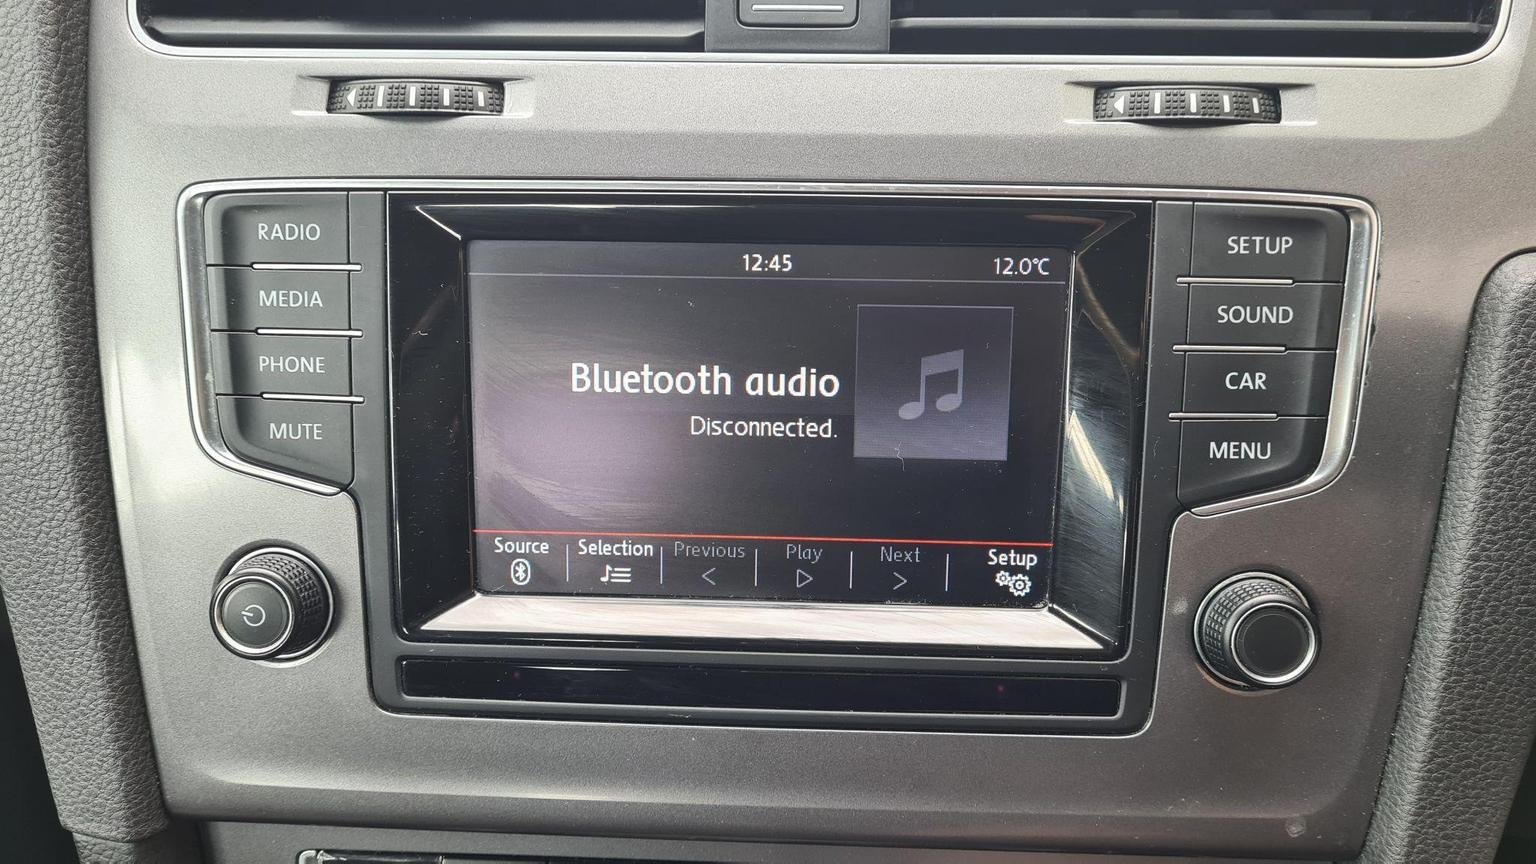 RADIO
MEDIA
PHONE
MUTE
12:45
12.0°C
Bluetooth audio
Disconnected.
Source
Selection
Previous
Play
Next
Setup
SETUP
SOUND
CAR
MENU